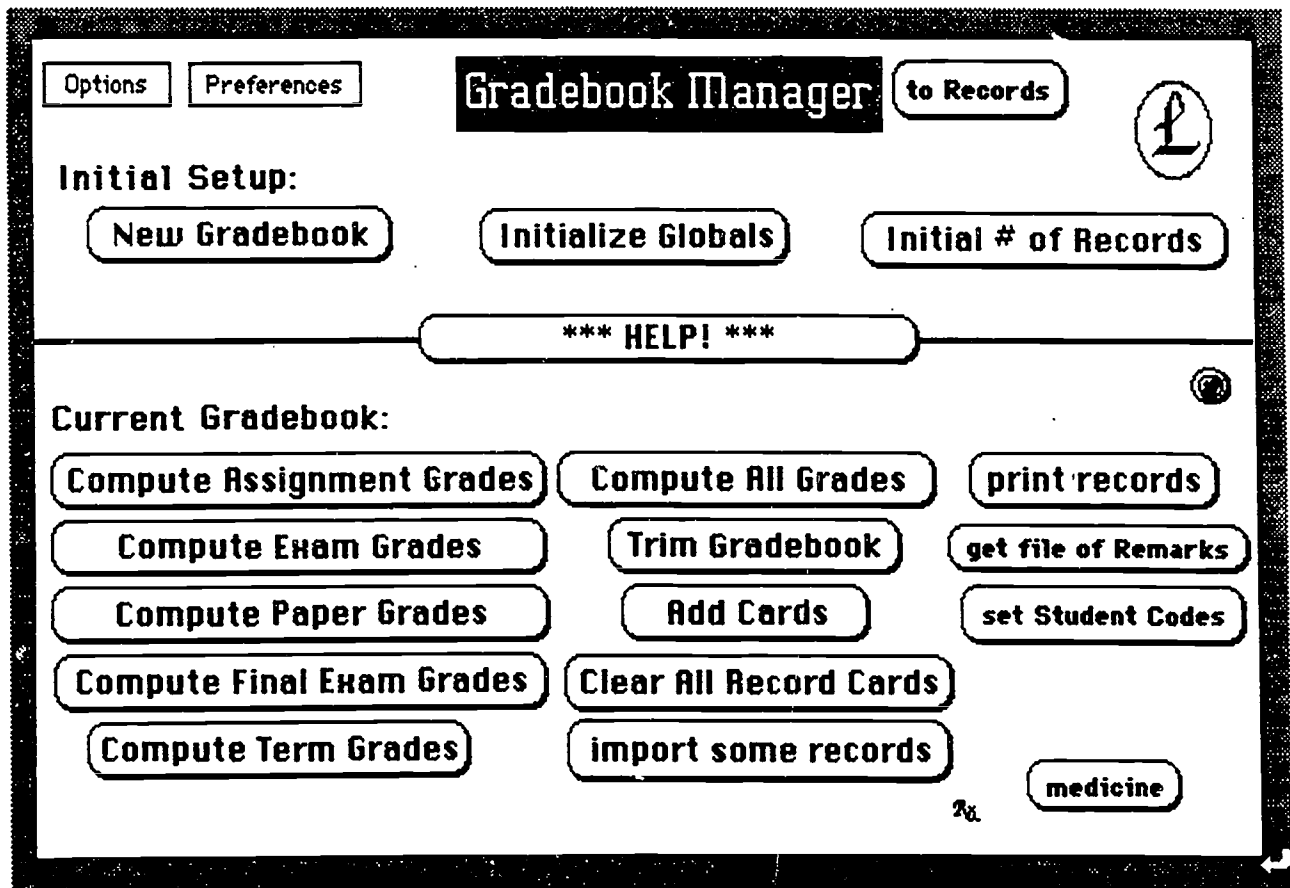 Options Preferences Gradebook Manager to Records
Initial Setup:
New Gradebook Initialize Globals Initial # of Records
*** HELP! ***
Current Gradebook:
Compute Assignment Grades Compute All Grades print records
Compute Exam Grades Trim Gradebook get file of Remarks
Compute Paper Grades Add Cards set Student Codes
Compute Final Exam Grades Clear All Record Cards
Compute Term Grades import some records
medicine